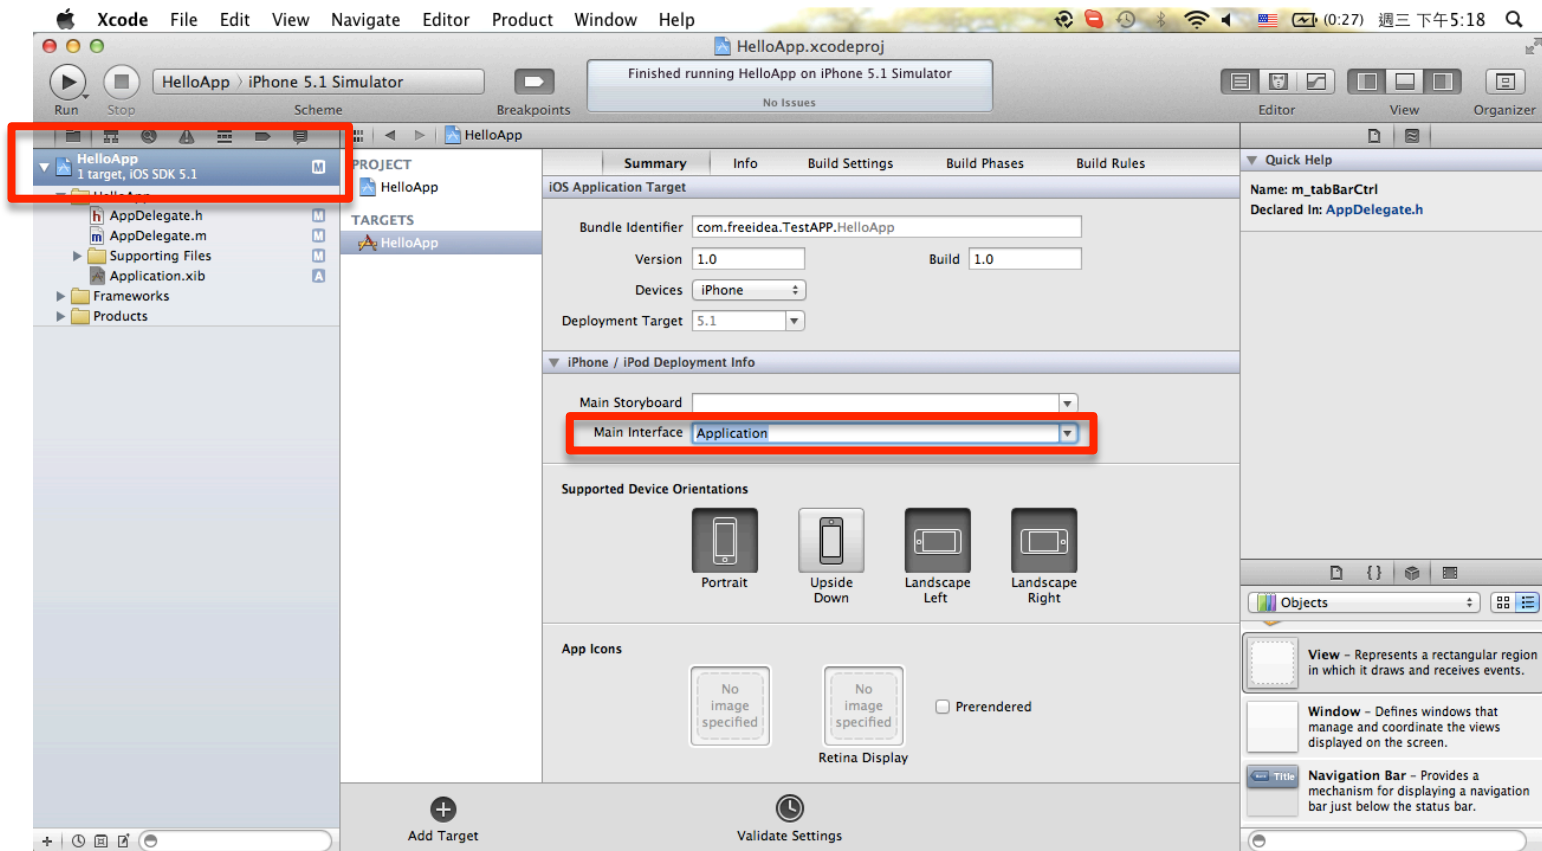 Xcode File Edit View Navigate Editor Product Window Help (0:27) 週三 下午5:18
HelloApp.xcodeproj
HelloApp 〉 iPhone 5.1 Simulator
Finished running HelloApp on iPhone 5.1 Simulator
No Issues
Run Stop Scheme Breakpoints Editor View Organizer
HelloApp
HelloApp
1 target, iOS SDK 5.1
M
HelloApp
h AppDelegate.h M
m AppDelegate.m M
Supporting Files M
Application.xib A
Frameworks
Products
PROJECT
HelloApp
TARGETS
HelloApp
Summary Info Build Settings Build Phases Build Rules
iOS Application Target
Bundle Identifier com.freeidea.TestAPP.HelloApp
Version 1.0 Build 1.0
Devices iPhone
Deployment Target 5.1
iPhone / iPod Deployment Info
Main Storyboard
Main Interface Application
Supported Device Orientations
Portrait
Upside
Down
Landscape
Left
Landscape
Right
App Icons
No
image
specified
No
image
specified
Retina Display
Prerendered
Add Target Validate Settings
Quick Help
Name: m_tabBarCtrl
Declared In: AppDelegate.h
{}
Objects
View – Represents a rectangular region
in which it draws and receives events.
Window – Defines windows that
manage and coordinate the views
displayed on the screen.
Title
Navigation Bar – Provides a
mechanism for displaying a navigation
bar just below the status bar.